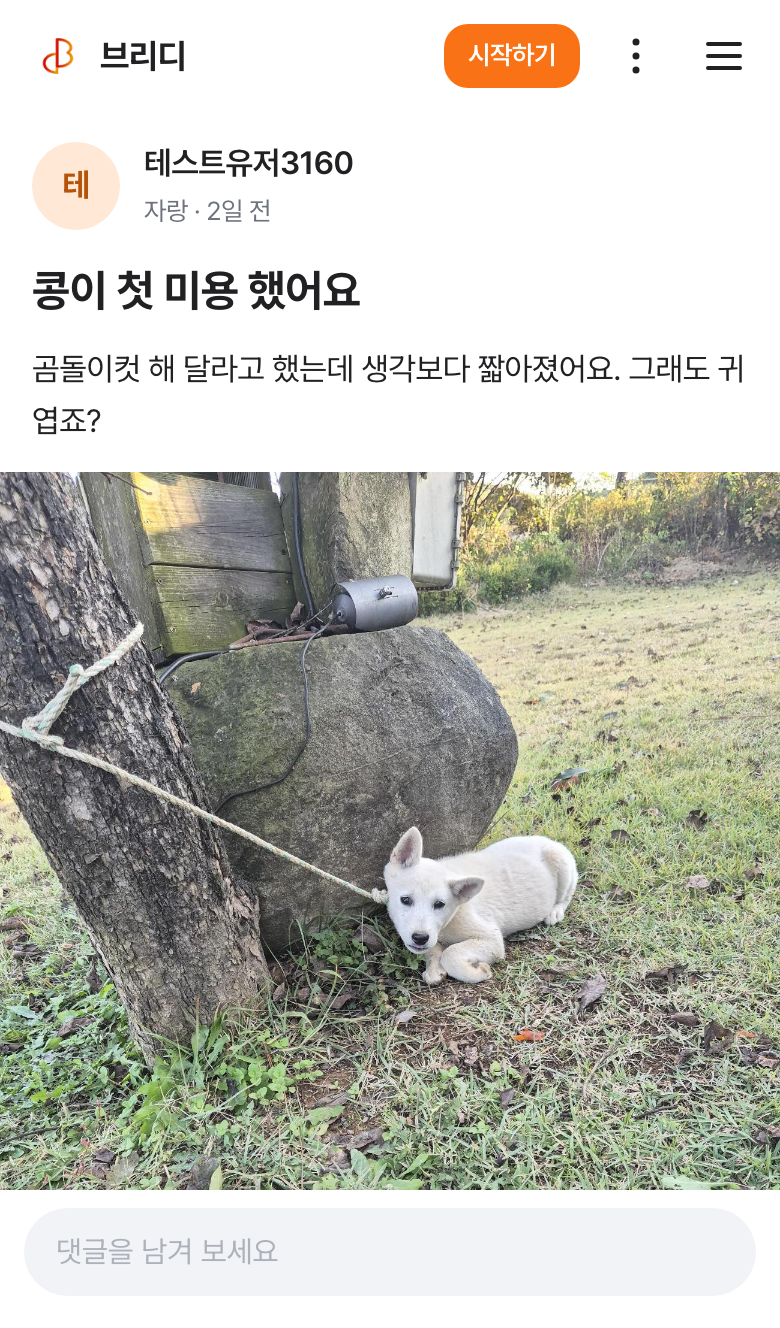 브리디
시작하기
테
테스트유저3160
자랑 · 2일 전
콩이 첫 미용 했어요
곰돌이컷 해 달라고 했는데 생각보다 짧아졌어요. 그래도 귀
엽죠?
댓글을 남겨 보세요